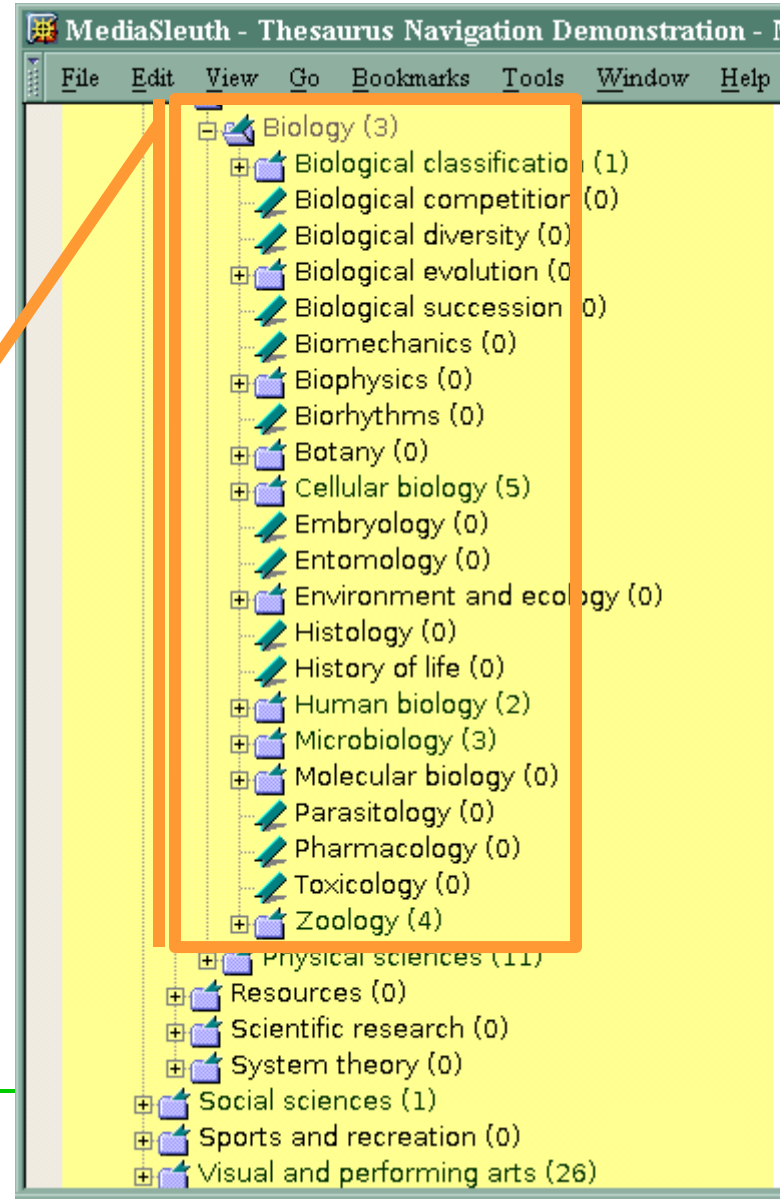 MediaSleuth - Thesaurus Navigation Demonstration -
File Edit View Go Bookmarks Tools Window Help
Biology (3)
Biological classification (1)
Biological competition (0)
Biological diversity (0)
Biological evolution (0
Biological succession 0)
Biomechanics (0)
Biophysics (0)
Biorhythms (0)
Botany (0)
Cellular biology (5)
Embryology (0)
Entomology (0)
Environment and ecology (0)
Histology (0)
History of life (0)
Human biology (2)
Microbiology (3)
Molecular biology (0)
Parasitology (0)
Pharmacology (0)
Toxicology (0)
Zoology (4)
Physical sciences (11)
Resources (0)
Scientific research (0)
System theory (0)
Social sciences (1)
Sports and recreation (0)
Visual and performing arts (26)